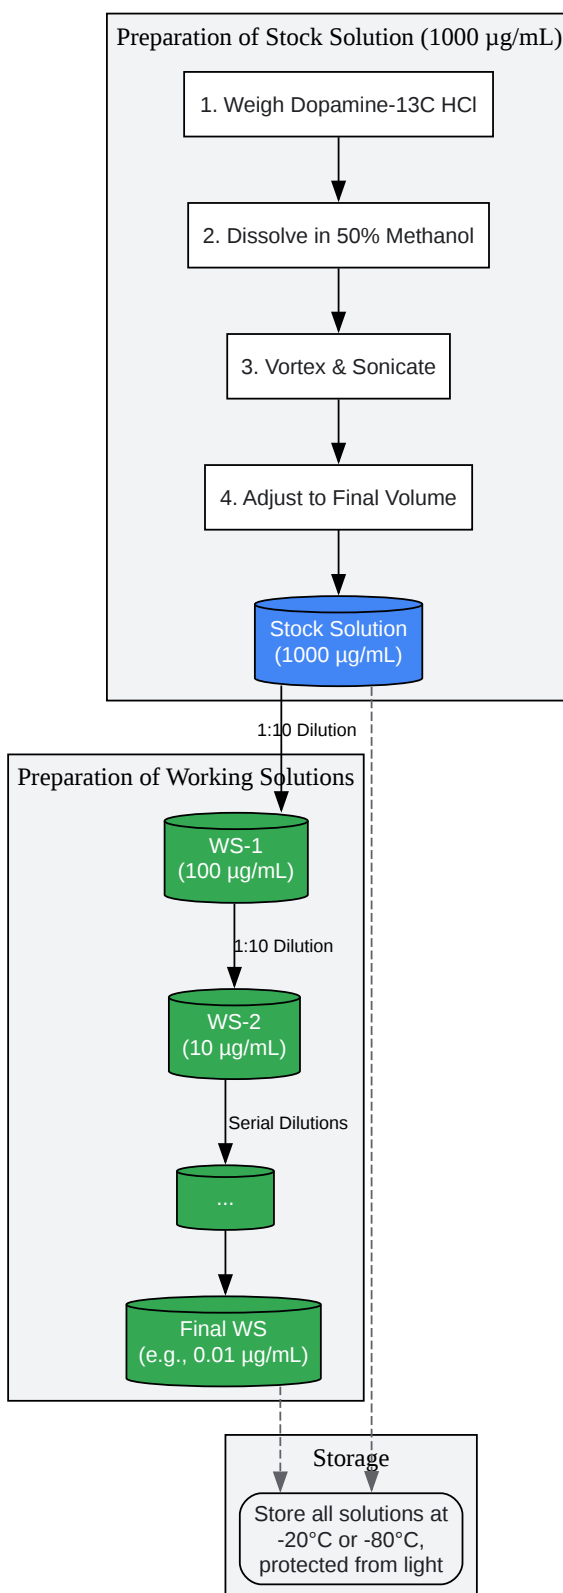 Preparation of Stock Solution (1000 µg/mL)
1. Weigh Dopamine-13C HCl
2. Dissolve in 50% Methanol
3. Vortex & Sonicate
4. Adjust to Final Volume
Stock Solution
(1000 µg/mL)
1:10 Dilution
Preparation of Working Solutions
WS-1
(100 µg/mL)
1:10 Dilution
WS-2
(10 µg/mL)
Serial Dilutions
...
Final WS
(e.g., 0.01 µg/mL)
Storage
Store all solutions at
-20°C or -80°C,
protected from light